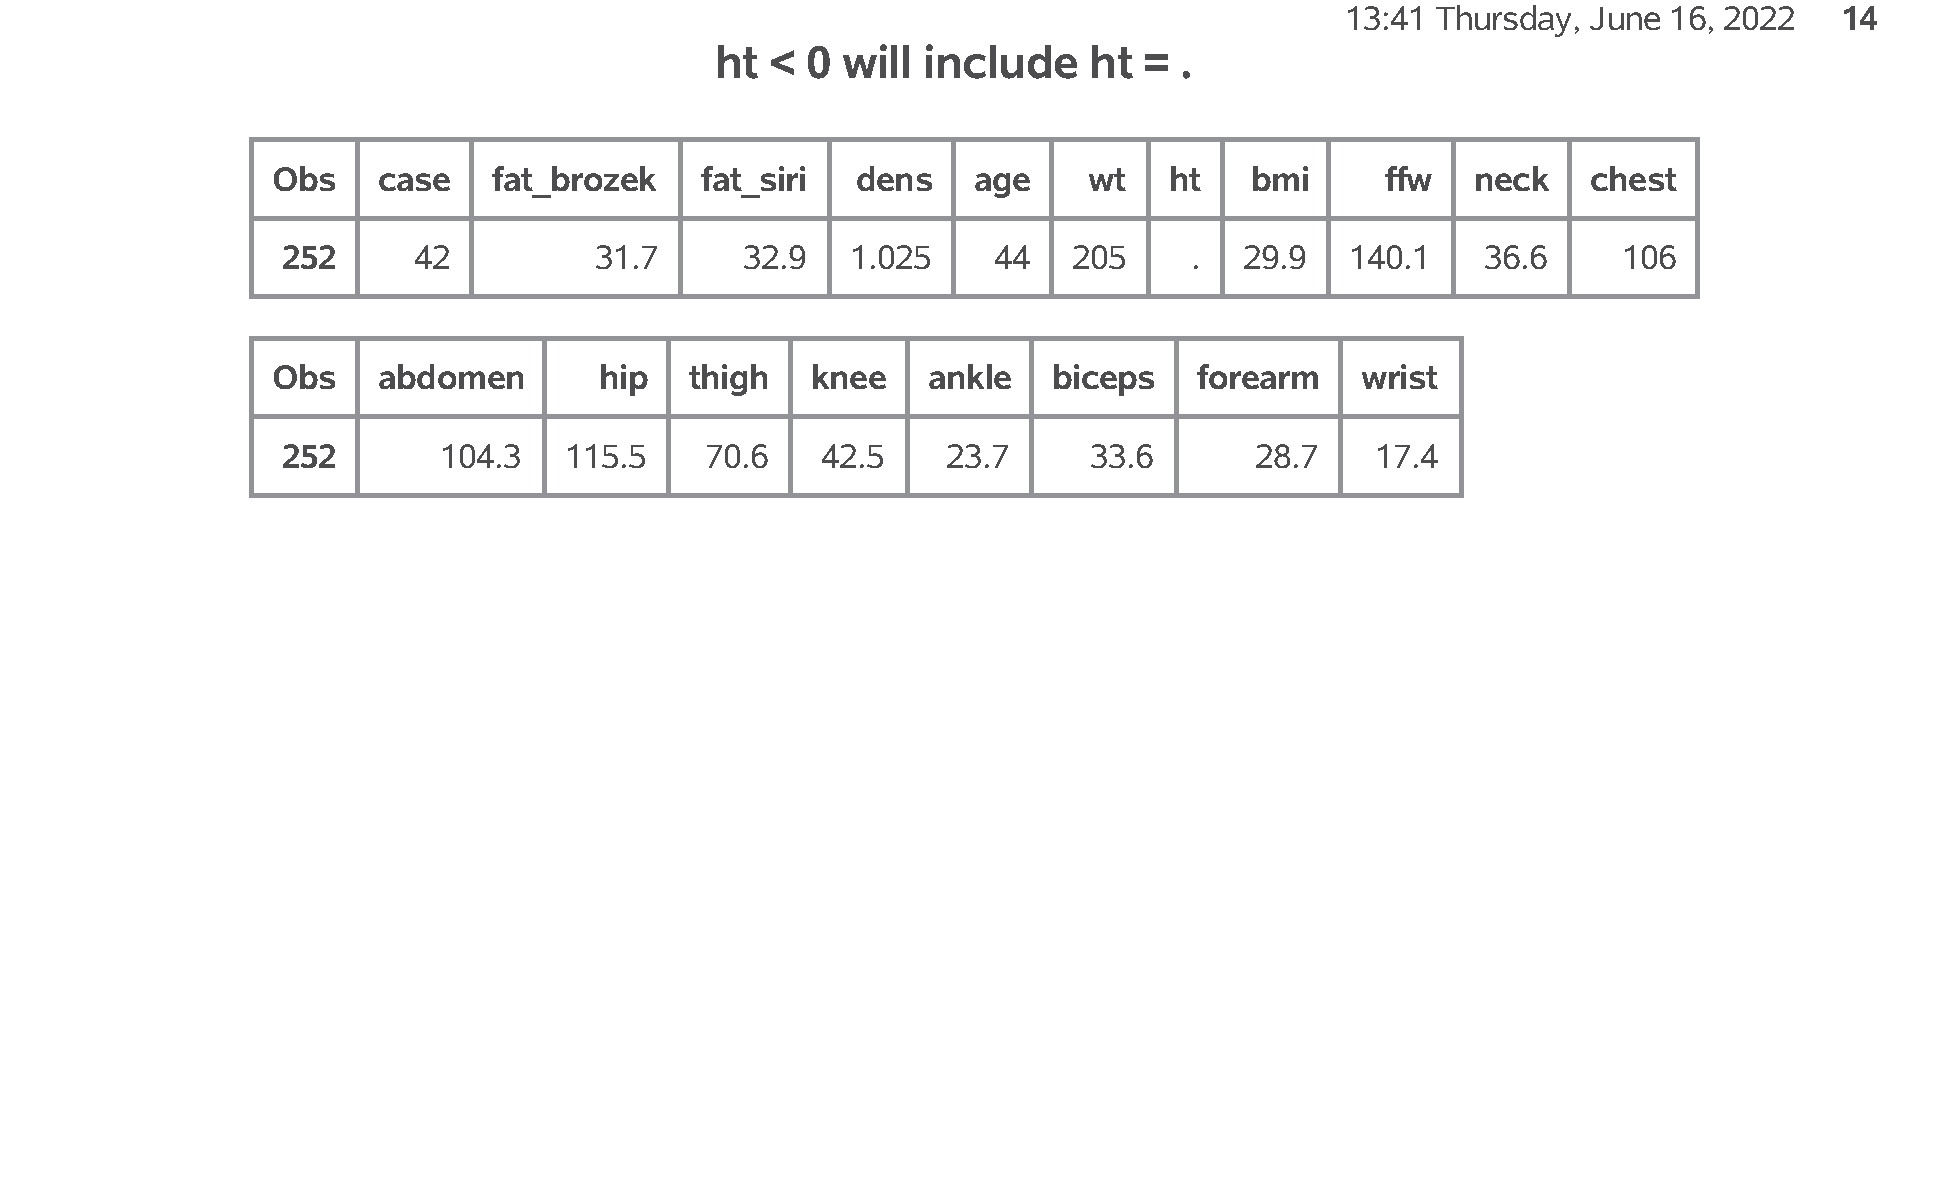 13:41 Thursday, June 16, 2022 14
ht < 0 will include ht = .
Obs case fat_brozek fat_siri dens age wt ht bmi ffw neck chest
252 42 31.7 32.9 1.025 44 205 . 29.9 140.1 36.6 106
Obs abdomen hip thigh knee ankle biceps forearm wrist
252 104.3 115.5 70.6 42.5 23.7 33.6 28.7 17.4